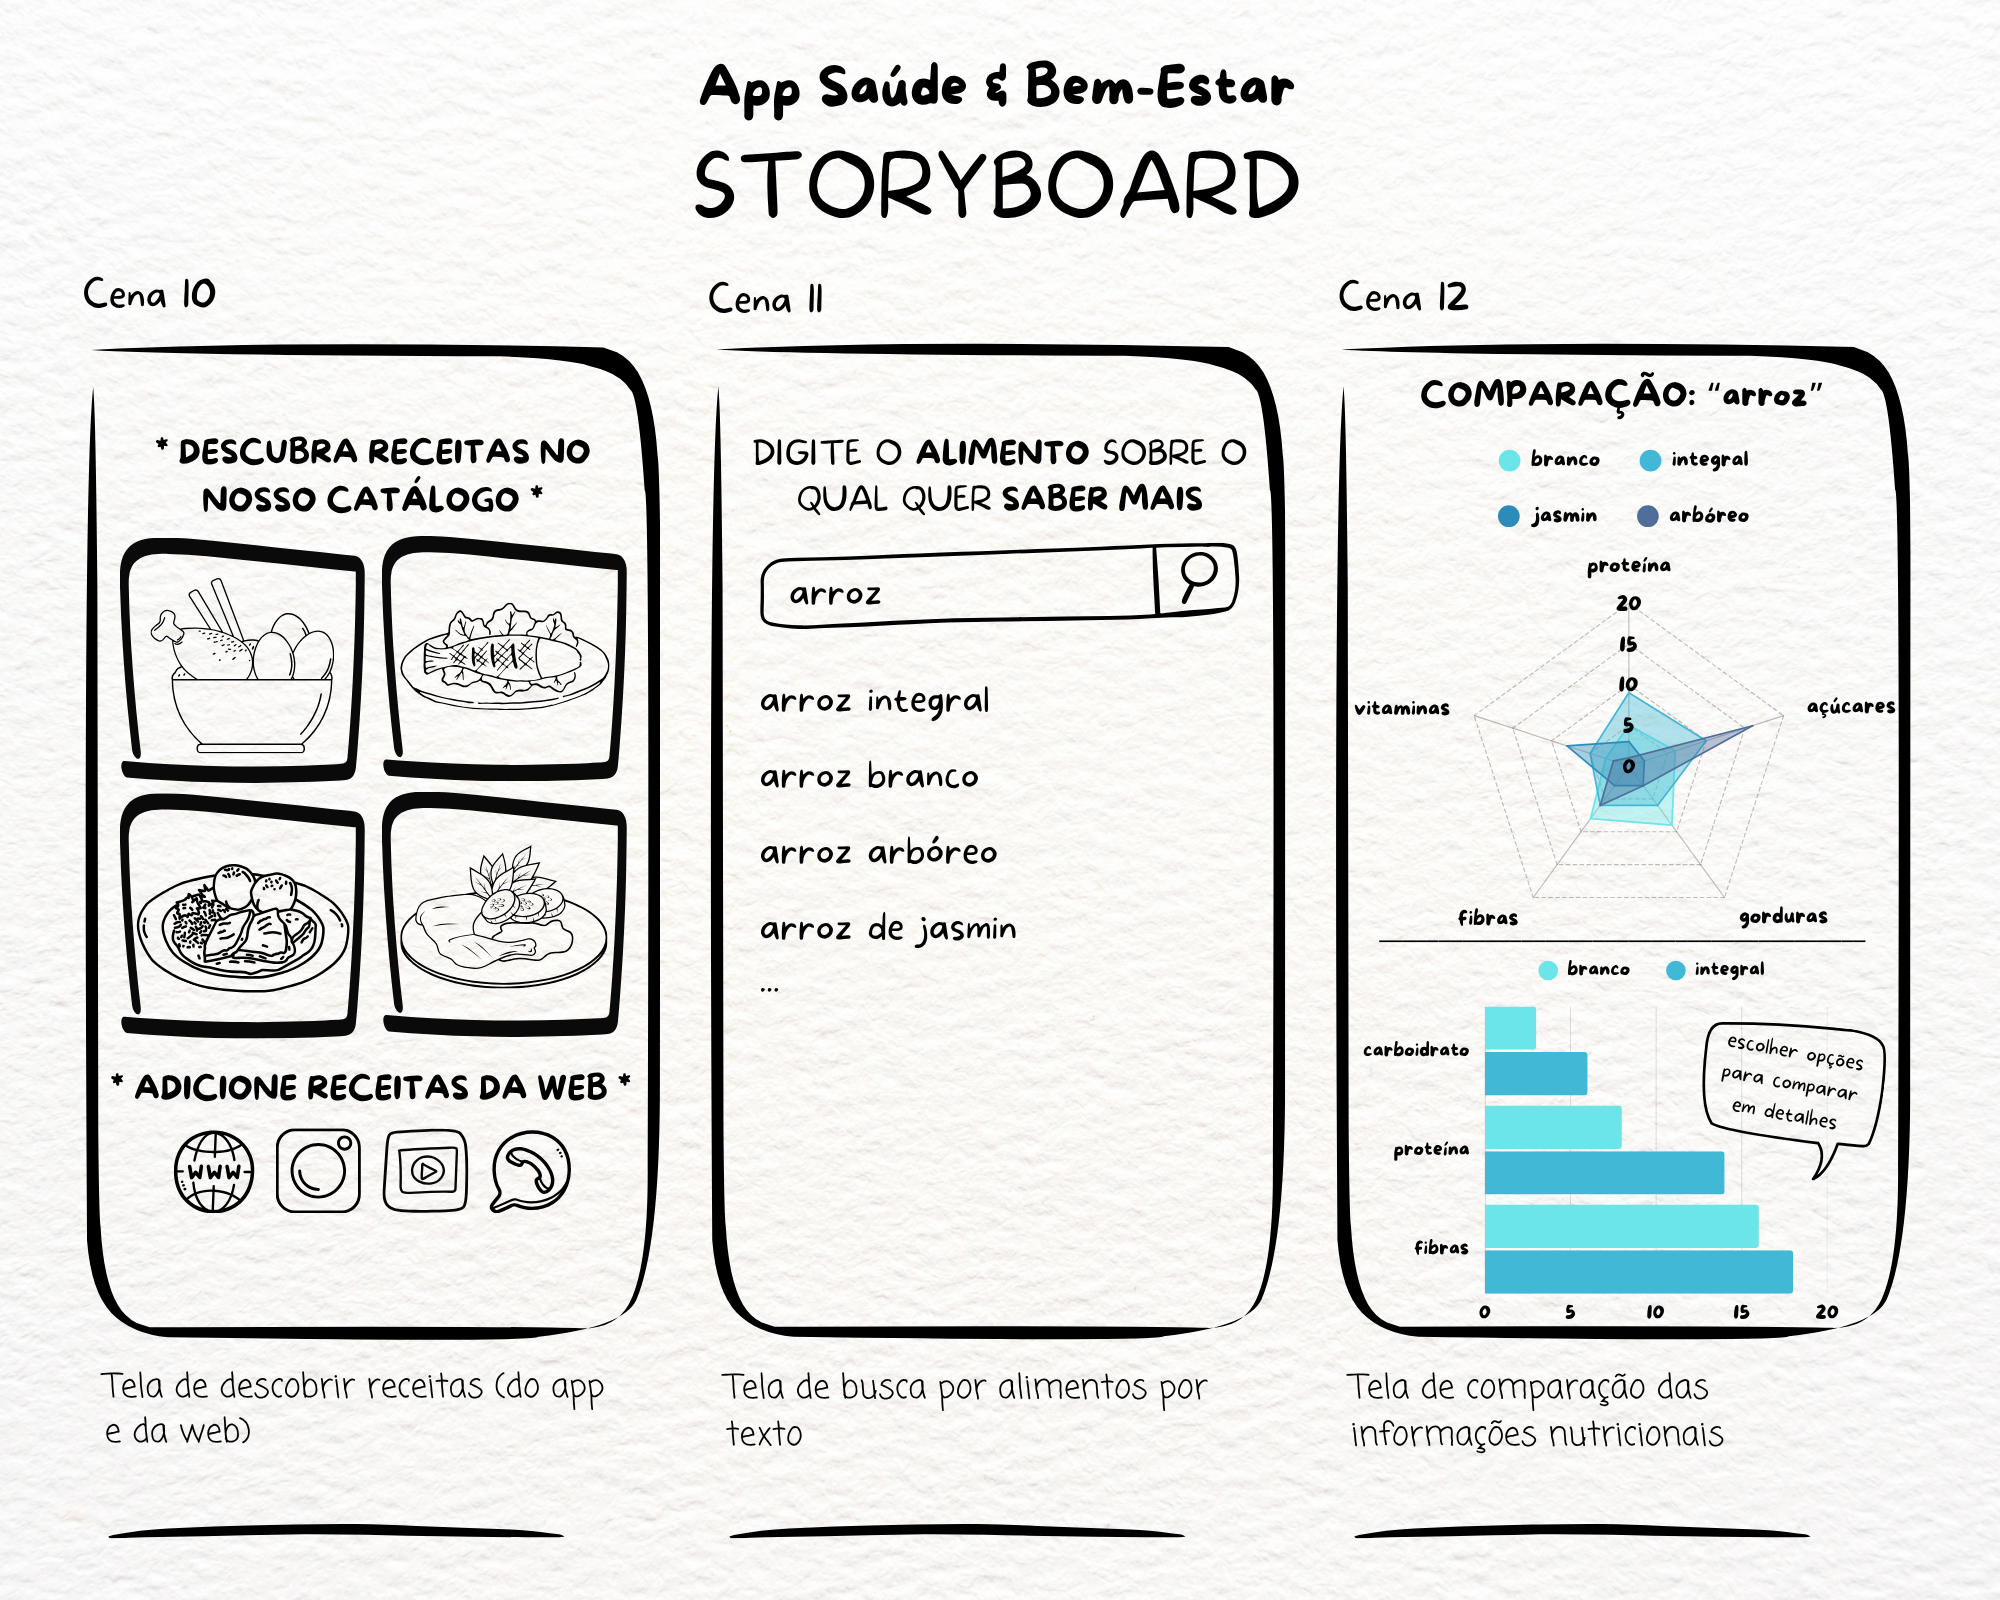 App Saúde & Bem-Estar
STORYBOARD
Cena 10
* DESCUBRA RECEITAS NO
NOSSO CATÁLOGO *
* ADICIONE RECEITAS DA WEB *
WWW
Tela de descobrir receitas (do app
e da web)
Cena 11
DIGITE O ALIMENTO SOBRE O
QUAL QUER SABER MAIS
arroz
arroz integral
arroz branco
arroz arbóreo
arroz de jasmin
...
Tela de busca por alimentos por
texto
Cena 12
COMPARAÇÃO: “arroz”
branco integral
jasmin arbóreo
proteína
20
15
10
vitaminas açúcares
5
0
fibras gorduras
branco integral
escolher opções
para comparar
em detalhes
carboidrato
proteína
fibras
0 5 10 15 20
Tela de comparação das
informações nutricionais